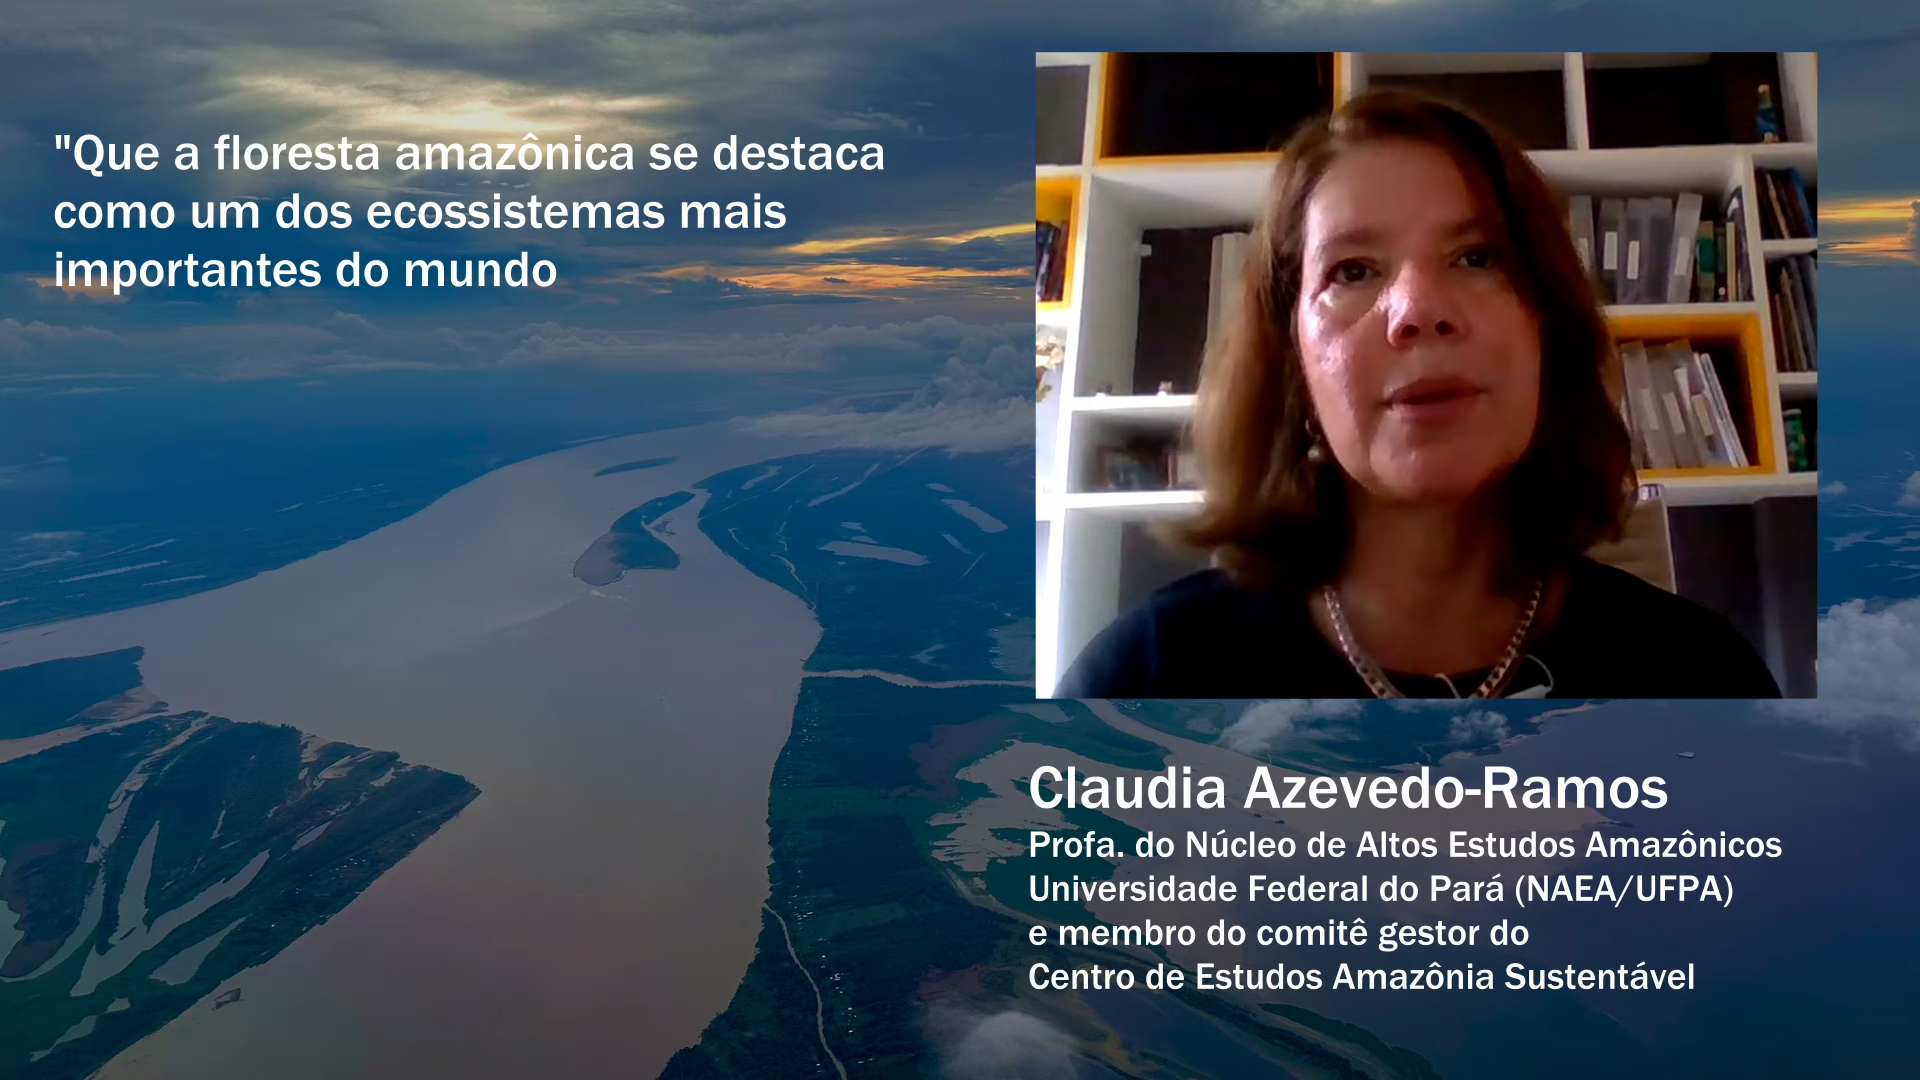 "Que a floresta amazônica se destaca
como um dos ecossistemas mais
importantes do mundo
Claudia Azevedo-Ramos
Profa. do Núcleo de Altos Estudos Amazônicos
Universidade Federal do Pará (NAEA/UFPA)
e membro do comitê gestor do
Centro de Estudos Amazônia Sustentável